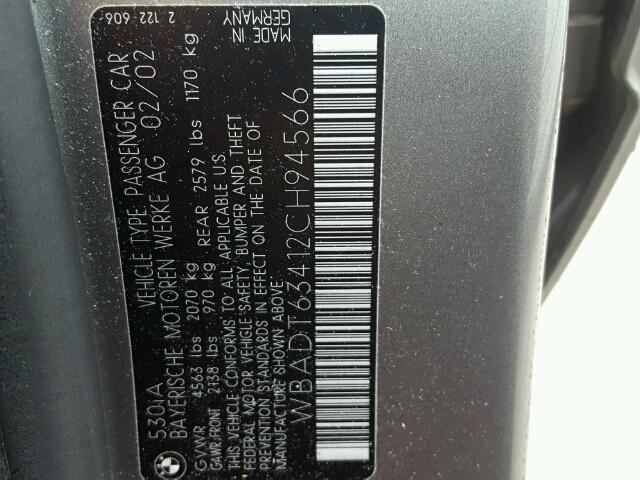 530iA VEHICLE TYPE PASSENGER CAR 2 122 606
BAYERISCHE MOTOREN WERKE AG 02/02
GVWR 4563 lbs 2070 kg
GAWR:FRONT 2138 lbs 970 kg REAR 2579 lbs 1170 kg
THIS VEHICLE CONFORMS TO ALL APPLICABLE U.S.
FEDERAL MOTOR VEHICLE SAFETY, BUMPER AND THEFT
PREVENTION STANDARDS IN EFFECT ON THE DATE OF
MANUFACTURE SHOWN ABOVE:
MADE IN
GERMANY
WBADT63412CH94566